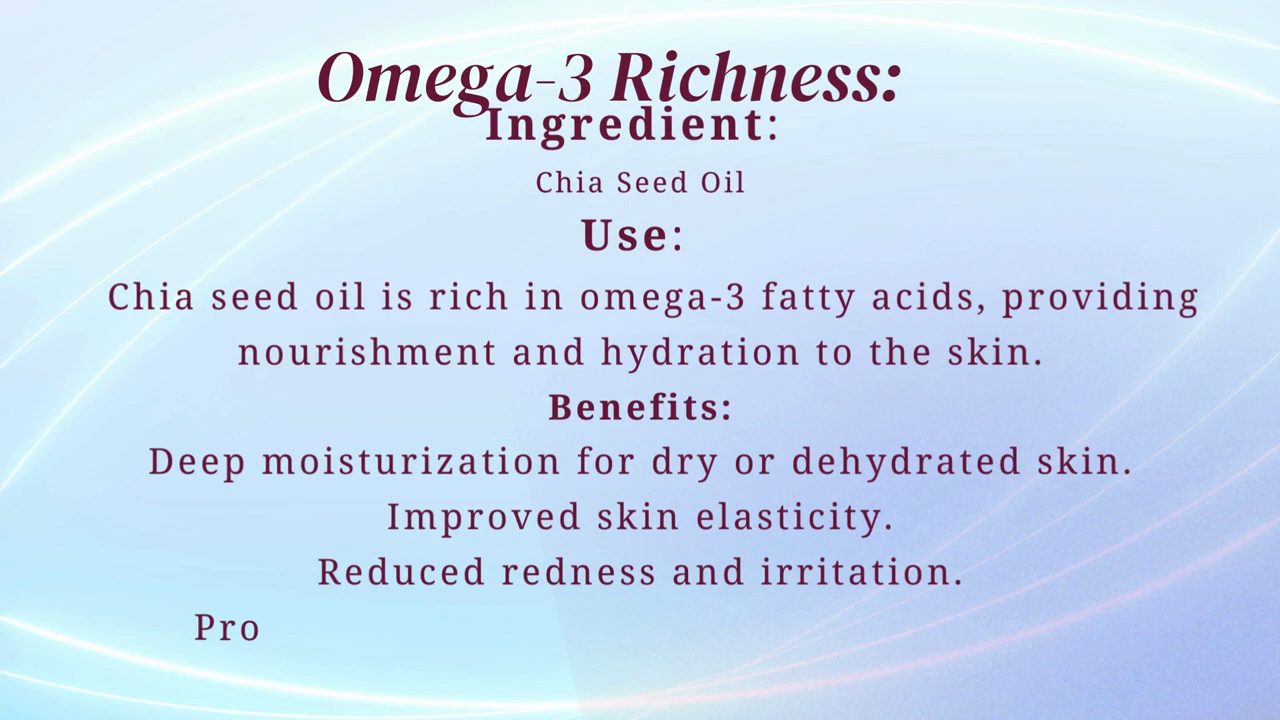 Omega-3 Richness:
Ingredient:
Chia Seed Oil
Use:
Chia seed oil is rich in omega-3 fatty acids, providing
nourishment and hydration to the skin.
Benefits:
Deep moisturization for dry or dehydrated skin.
Improved skin elasticity.
Reduced redness and irritation.
Pro